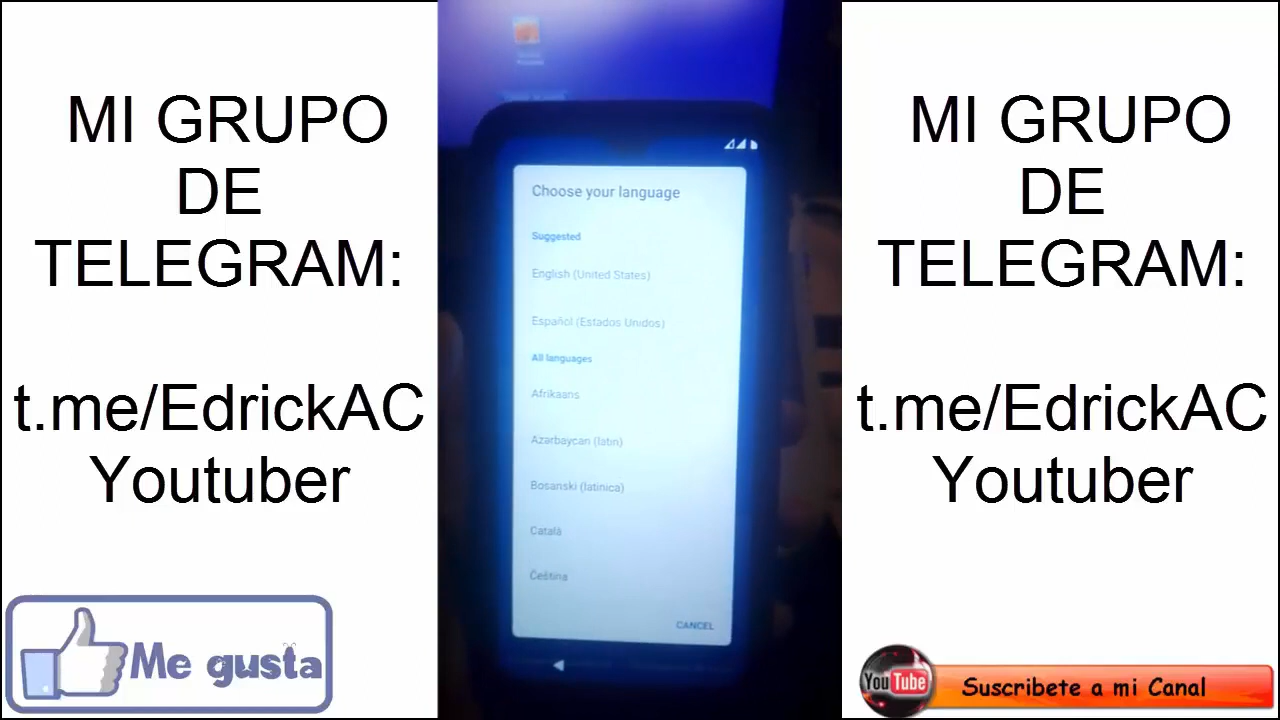 MI GRUPO
DE
TELEGRAM:
t.me/EdrickAC
Youtuber
Me gusta
Choose your language
Suggested
English (United States)
Español (Estados Unidos)
All languages
Afrikaans
Azərbaycan (latın)
Bosanski (latinica)
Català
Čeština
CANCEL
MI GRUPO
DE
TELEGRAM:
t.me/EdrickAC
Youtuber
YouTube
Suscribete a mi Canal